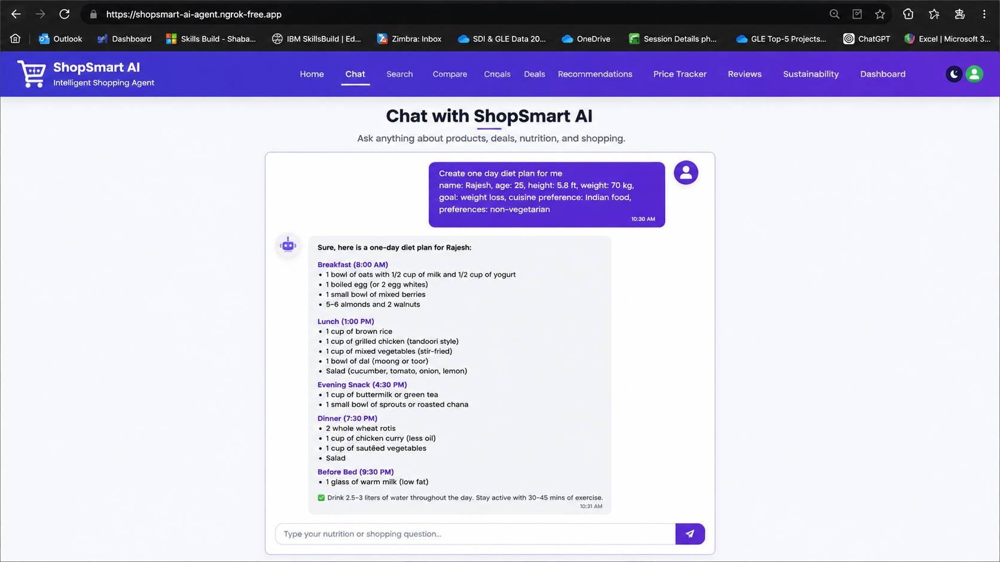 https://shopsmart-ai-agent.ngrok-free.app
Outlook
Dashboard
Skills Build - Shaba...
IBM SkillsBuild | Ed...
Zimbra: Inbox
SDI & GLE Data 20...
OneDrive
Session Details ph...
GLE Top-5 Projects...
ChatGPT
Excel | Microsoft 3...
ShopSmart AI
Intelligent Shopping Agent
Home
Chat
Search
Compare
Deals
Recommendations
Price Tracker
Reviews
Sustainability
Dashboard
Chat with ShopSmart AI
Ask anything about products, deals, nutrition, and shopping.
Create one day diet plan for me
name: Rajesh, age: 25, height: 5.8 ft, weight: 70 kg,
goal: weight loss, cuisine preference: Indian food,
preferences: non-vegetarian
10:30 AM
Sure, here is a one-day diet plan for Rajesh:
Breakfast (8:00 AM)
• 1 bowl of oats with 1/2 cup of milk and 1/2 cup of yogurt
• 1 boiled egg (or 2 egg whites)
• 1 small bowl of mixed berries
• 5–6 almonds and 2 walnuts
Lunch (1:00 PM)
• 1 cup of brown rice
• 1 cup of grilled chicken (tandoori style)
• 1 cup of mixed vegetables (stir-fried)
• 1 bowl of dal (moong or toor)
• Salad (cucumber, tomato, onion, lemon)
Evening Snack (4:30 PM)
• 1 cup of buttermilk or green tea
• 1 small bowl of sprouts or roasted chana
Dinner (7:30 PM)
• 2 whole wheat rotis
• 1 cup of chicken curry (less oil)
• 1 cup of sautéed vegetables
• Salad
Before Bed (9:30 PM)
• 1 glass of warm milk (low fat)
✅ Drink 2.5–3 liters of water throughout the day. Stay active with 30–45 mins of exercise.
10:31 AM
Type your nutrition or shopping question...